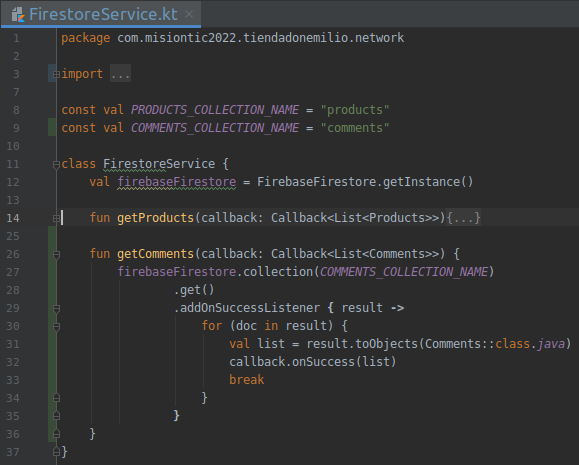 FirestoreService.kt ×
1 package com.misiontic2022.tiendadonemilio.network
2
3 import ...
7
8 const val PRODUCTS_COLLECTION_NAME = "products"
9 const val COMMENTS_COLLECTION_NAME = "comments"
10
11 class FirestoreService {
12     val firebaseFirestore = FirebaseFirestore.getInstance()
13
14     fun getProducts(callback: Callback<List<Products>>){...}
25
26     fun getComments(callback: Callback<List<Comments>>) {
27         firebaseFirestore.collection(COMMENTS_COLLECTION_NAME)
28                 .get()
29                 .addOnSuccessListener { result ->
30                     for (doc in result) {
31                         val list = result.toObjects(Comments::class.java)
32                         callback.onSuccess(list)
33                         break
34                     }
35                 }
36     }
37 }